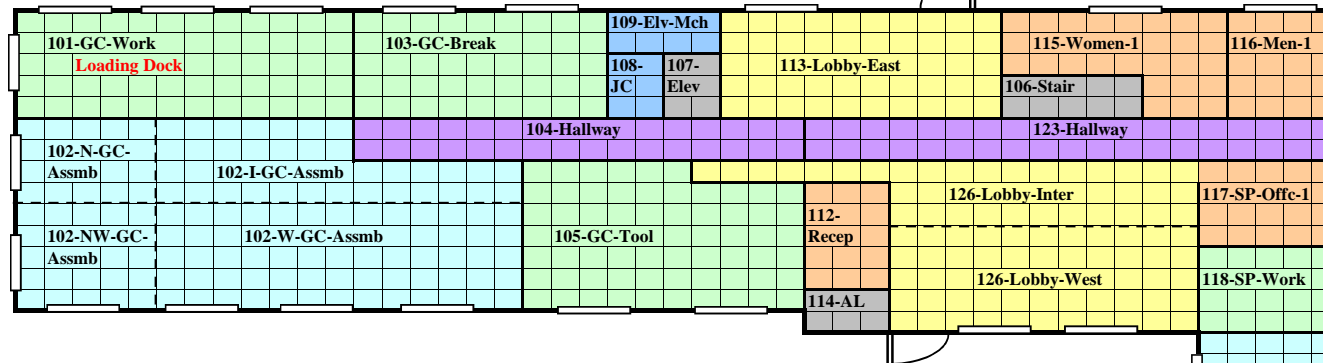 101-GC-Work
Loading Dock
103-GC-Break
109-Elv-Mch
108-
JC
107-
Elev
113-Lobby-East
115-Women-1
106-Stair
116-Men-1
104-Hallway
123-Hallway
102-N-GC-
Assmb
102-I-GC-Assmb
126-Lobby-Inter
117-SP-Offc-1
112-
Recep
102-NW-GC-
Assmb
102-W-GC-Assmb
105-GC-Tool
126-Lobby-West
118-SP-Work
114-AL